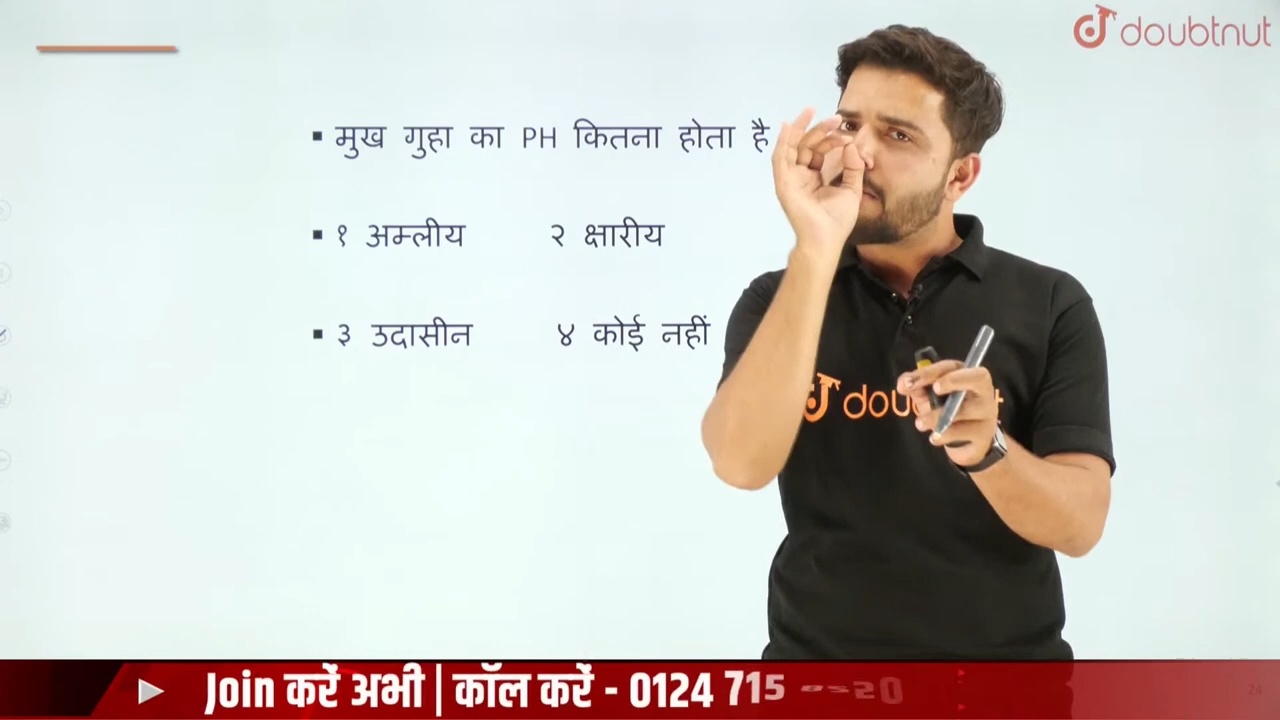 doubtnut
▪ मुख गुहा का PH कितना होता है
▪ १ अम्लीय २ क्षारीय
▪ ३ उदासीन ४ कोई नहीं
Join करें अभी | कॉल करें - 0124 715